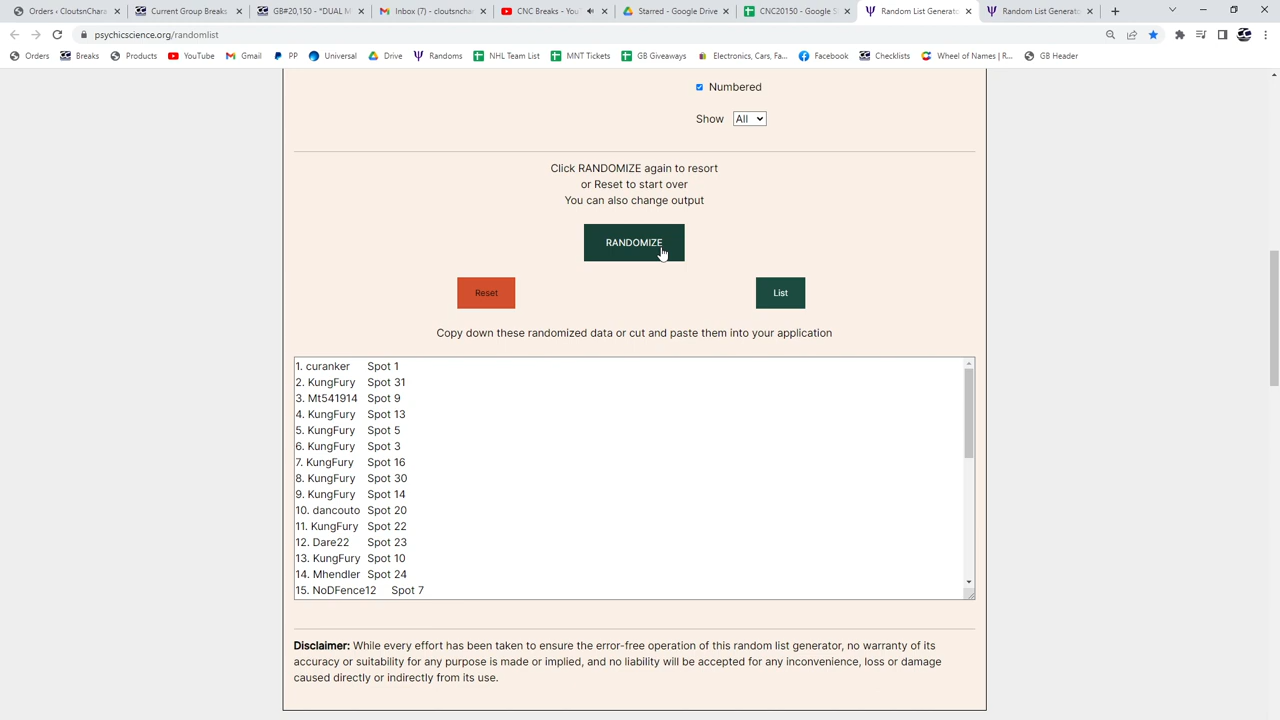 Orders ‹ CloutsnChara
Current Group Breaks
GB#20,150 - *DUAL M
Inbox (7) - cloutsnch
CNC Breaks - You
Starred - Google Drive
CNC20150 - Google S
Random List Generato
Random List Generato
psychicscience.org/randomlist
Orders
Breaks
Products
YouTube
Gmail
PP
Universal
Drive
Randoms
NHL Team List
MNT Tickets
GB Giveaways
Electronics, Cars, Fa...
Facebook
Checklists
Wheel of Names | R...
GB Header
Numbered
Show All
Click RANDOMIZE again to resort
or Reset to start over
You can also change output
RANDOMIZE
Reset
List
Copy down these randomized data or cut and paste them into your application
1. curanker Spot 1
2. KungFury Spot 31
3. Mt541914 Spot 9
4. KungFury Spot 13
5. KungFury Spot 5
6. KungFury Spot 3
7. KungFury Spot 16
8. KungFury Spot 30
9. KungFury Spot 14
10. dancouto Spot 20
11. KungFury Spot 22
12. Dare22 Spot 23
13. KungFury Spot 10
14. Mhendler Spot 24
15. NoDFence12 Spot 7
Disclaimer: While every effort has been taken to ensure the error-free operation of this random list generator, no warranty of its
accuracy or suitability for any purpose is made or implied, and no liability will be accepted for any inconvenience, loss or damage
caused directly or indirectly from its use.